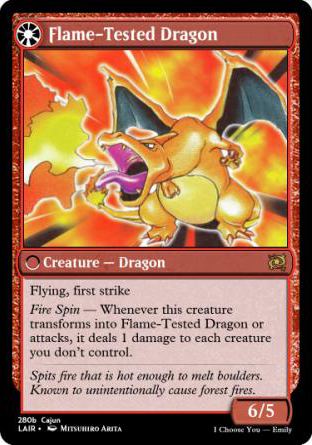 Flame-Tested Dragon
Creature — Dragon
Flying, first strike
Fire Spin — Whenever this creature
transforms into Flame-Tested Dragon or
attacks, it deals 1 damage to each creature
you don't control.
Spits fire that is hot enough to melt boulders.
Known to unintentionally cause forest fires.
6/5
280b Cajun
LAIR • Mitsuhiro Arita
I Choose You — Emily